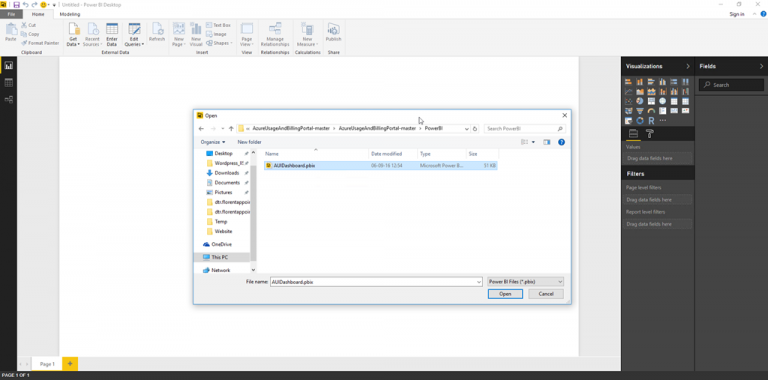 Untitled - Power BI Desktop
File
Home
Modeling
Sign in
Paste
Cut
Copy
Format Painter
Clipboard
Get Data
Recent Sources
Enter Data
Edit Queries
External Data
Refresh
New Page
New Visual
Text Box
Image
Shapes
Insert
Page View
View
Manage Relationships
Relationships
New Measure
Calculations
Publish
Share
Visualizations
Fields
Search
Values
Drag data fields here
Filters
Page level filters
Drag data fields here
Report level filters
Drag data fields here
Open
« AzureUsageAndBillingPortal-master > AzureUsageAndBillingPortal-master > PowerBI
Search PowerBI
Organize
New folder
Desktop
Downloads
Documents
Pictures
Temp
Website
OneDrive
This PC
Network
Name
Date modified
Type
Size
AUIDashboard.pbix
06-09-16 13:54
Microsoft Power B...
51 KB
File name:
AUIDashboard.pbix
Power BI Files (*.pbix)
Open
Cancel
Page 1
PAGE 1 OF 1